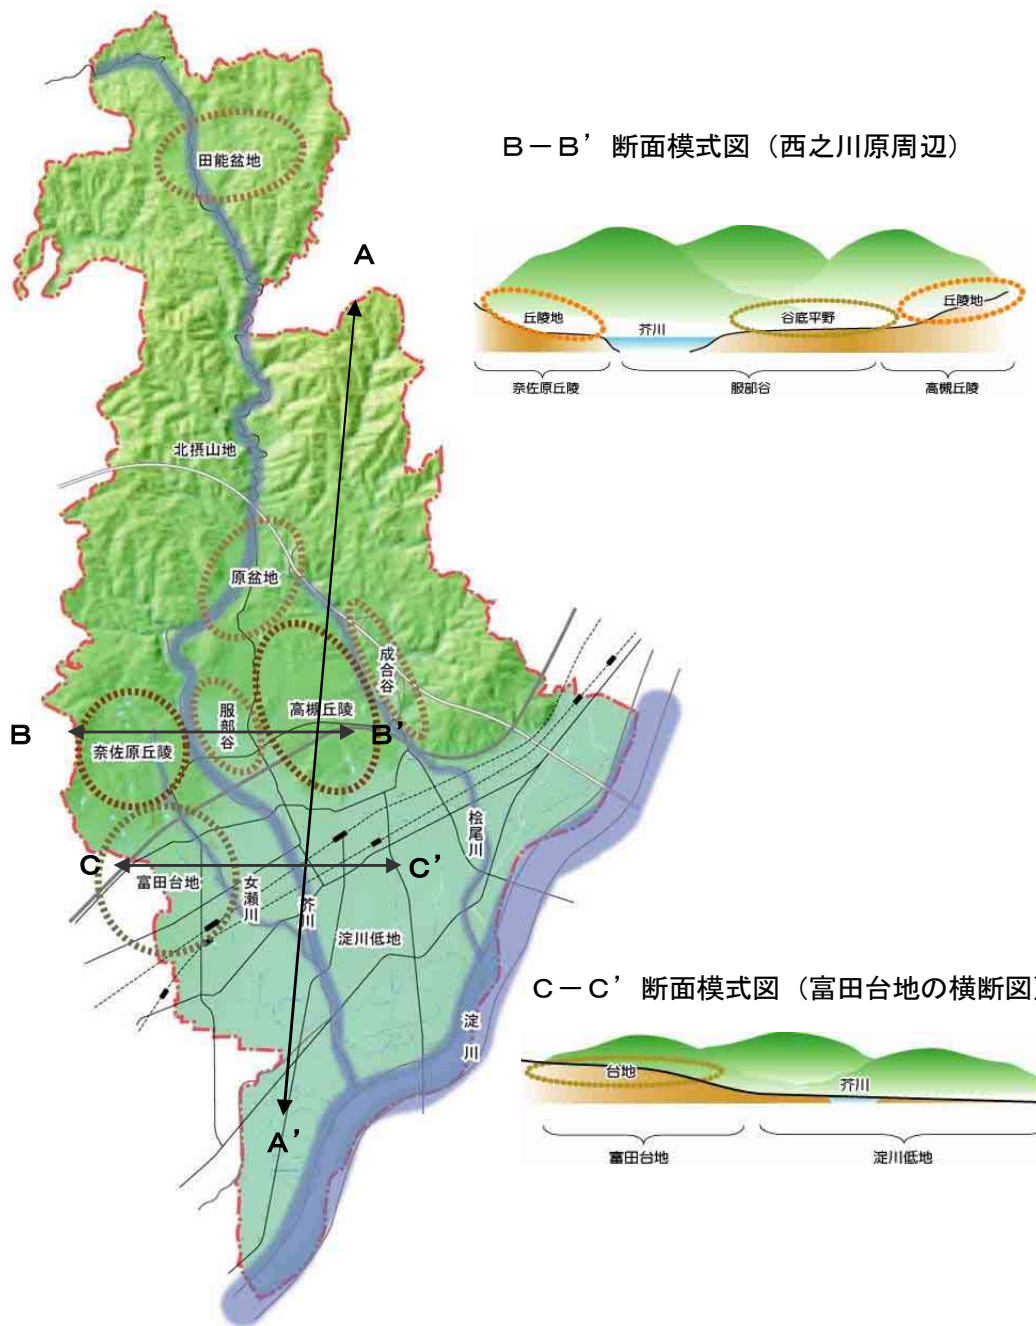 田能盆地
A
北摂山地
原盆地
成合谷
服部谷
高槻丘陵
B
B’
奈佐原丘陵
桧尾川
C
C’
富田台地
女瀬川
芥川
淀川低地
淀川
A’
B－B’断面模式図（西之川原周辺）
丘陵地
芥川
谷底平野
丘陵地
奈佐原丘陵
服部谷
高槻丘陵
C－C’断面模式図（富田台地の横断図）
台地
芥川
富田台地
淀川低地